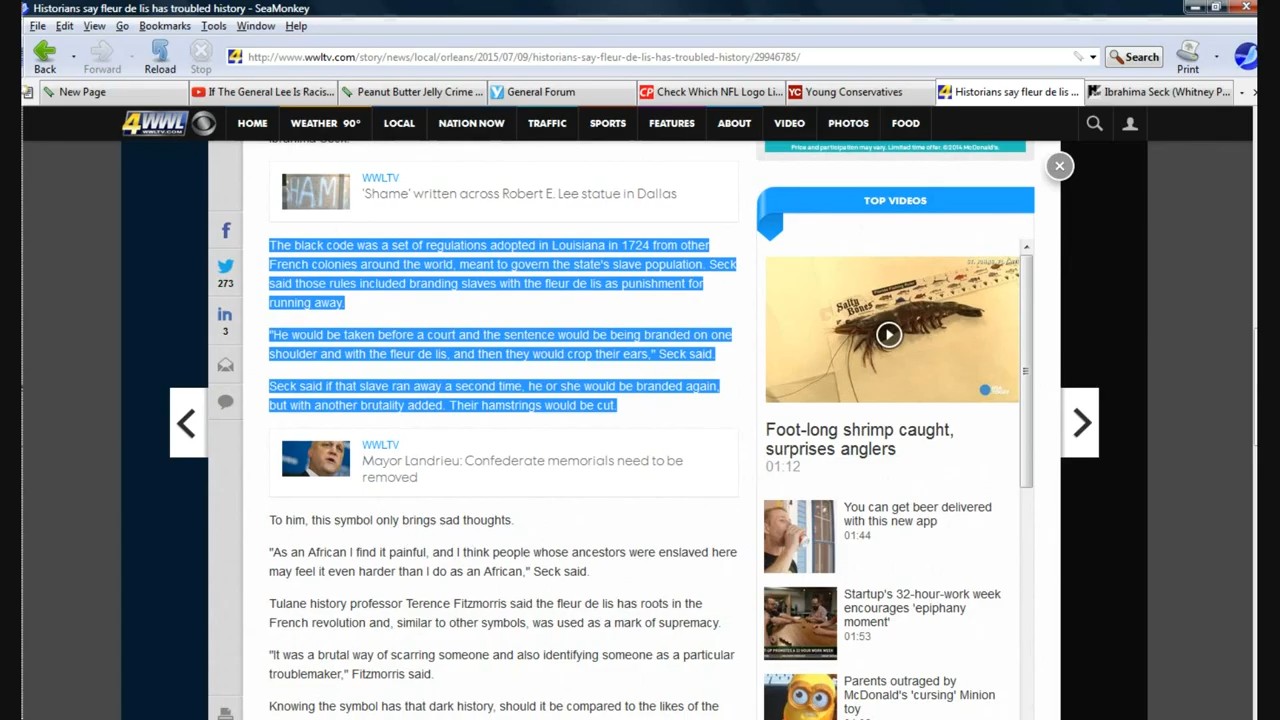 Historians say fleur de lis has troubled history - SeaMonkey
File Edit View Go Bookmarks Tools Window Help
Back Forward Reload Stop
http://www.wwltv.com/story/news/local/orleans/2015/07/09/historians-say-fleur-de-lis-has-troubled-history/29946785/
Search
Print
New Page
If The General Lee Is Racis...
Peanut Butter Jelly Crime ...
General Forum
Check Which NFL Logo Li...
Young Conservatives
Historians say fleur de lis ...
Ibrahima Seck (Whitney P...
4WWL
WWLTV.COM
HOME WEATHER 90° LOCAL NATION NOW TRAFFIC SPORTS FEATURES ABOUT VIDEO PHOTOS FOOD
Price and participation may vary. Limited time offer. ©2014 McDonald's.
WWLTV
'Shame' written across Robert E. Lee statue in Dallas
The black code was a set of regulations adopted in Louisiana in 1724 from other
French colonies around the world, meant to govern the state's slave population. Seck
said those rules included branding slaves with the fleur de lis as punishment for
running away.
"He would be taken before a court and the sentence would be being branded on one
shoulder and with the fleur de lis, and then they would crop their ears," Seck said.
Seck said if that slave ran away a second time, he or she would be branded again,
but with another brutality added. Their hamstrings would be cut.
WWLTV
Mayor Landrieu: Confederate memorials need to be
removed
To him, this symbol only brings sad thoughts.
"As an African I find it painful, and I think people whose ancestors were enslaved here
may feel it even harder than I do as an African," Seck said.
Tulane history professor Terence Fitzmorris said the fleur de lis has roots in the
French revolution and, similar to other symbols, was used as a mark of supremacy.
"It was a brutal way of scarring someone and also identifying someone as a particular
troublemaker," Fitzmorris said.
Knowing the symbol has that dark history, should it be compared to the likes of the
273
3
TOP VIDEOS
Salty
Bones
Foot-long shrimp caught,
surprises anglers
01:12
You can get beer delivered
with this new app
01:44
Startup's 32-hour-work week
encourages 'epiphany
moment'
01:53
Parents outraged by
McDonald's 'cursing' Minion
toy